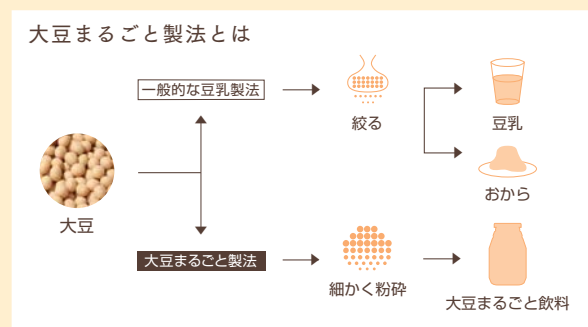 大豆まるごと製法とは
一般的な豆乳製法
絞る
豆乳
おから
大豆
大豆まるごと製法
細かく粉砕
大豆まるごと飲料